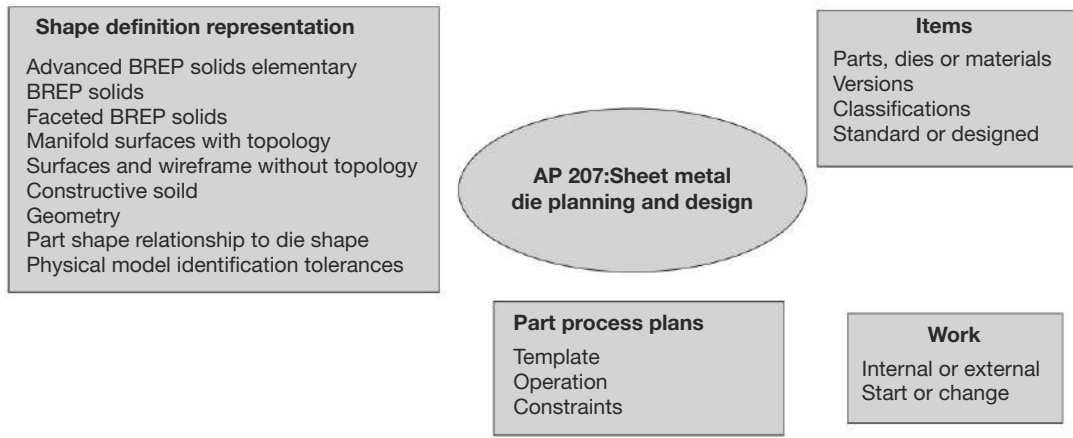 Shape definition representation
Advanced BREP solids elementary
BREP solids
Faceted BREP solids
Manifold surfaces with topology
Surfaces and wireframe without topology
Constructive soild
Geometry
Part shape relationship to die shape
Physical model identification tolerances
Items
Parts, dies or materials
Versions
Classifications
Standard or designed
AP 207:Sheet metal
die planning and design
Part process plans
Template
Operation
Constraints
Work
Internal or external
Start or change